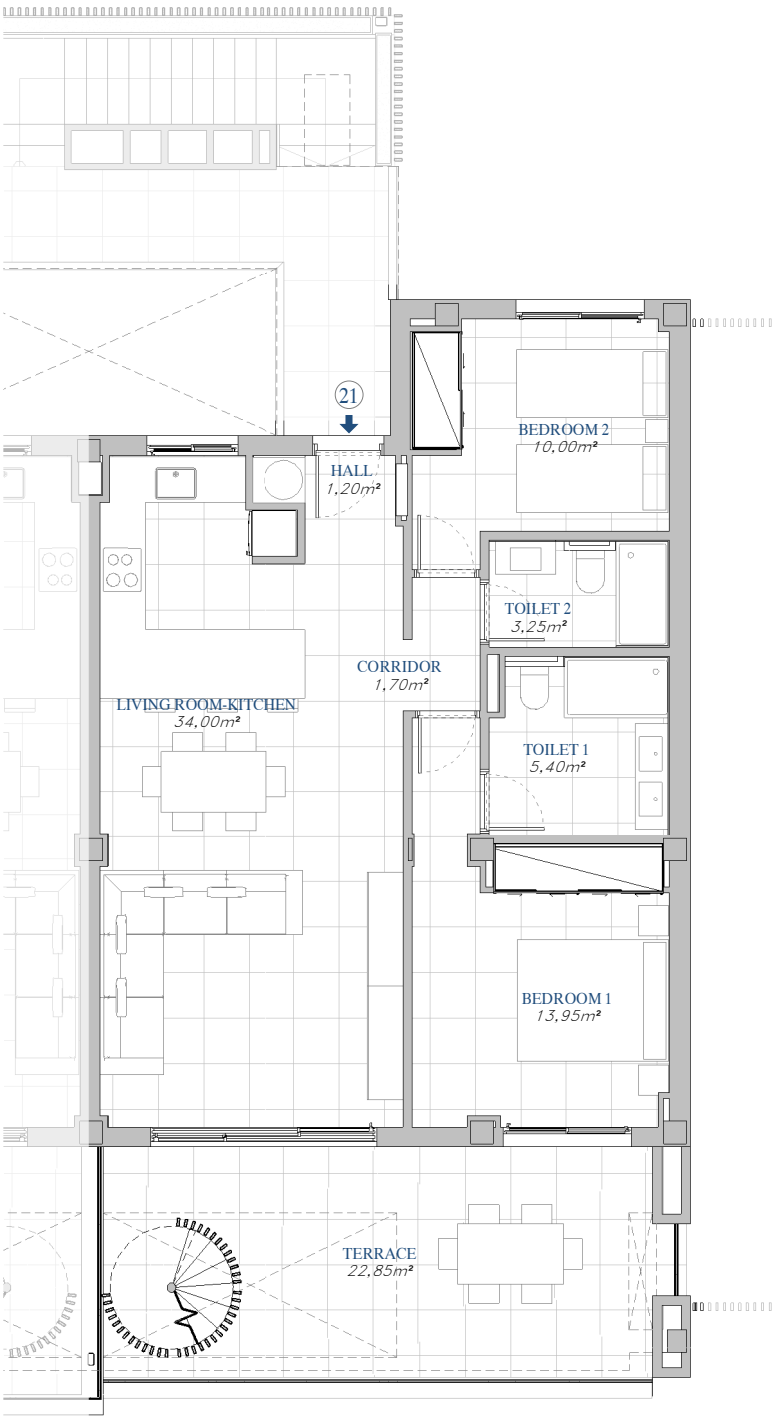 21
BEDROOM 2
10,00m²
HALL
1,20m²
TOILET 2
3,25m²
CORRIDOR
1,70m²
LIVING ROOM-KITCHEN
34,00m²
TOILET 1
5,40m²
BEDROOM 1
13,95m²
TERRACE
22,85m²